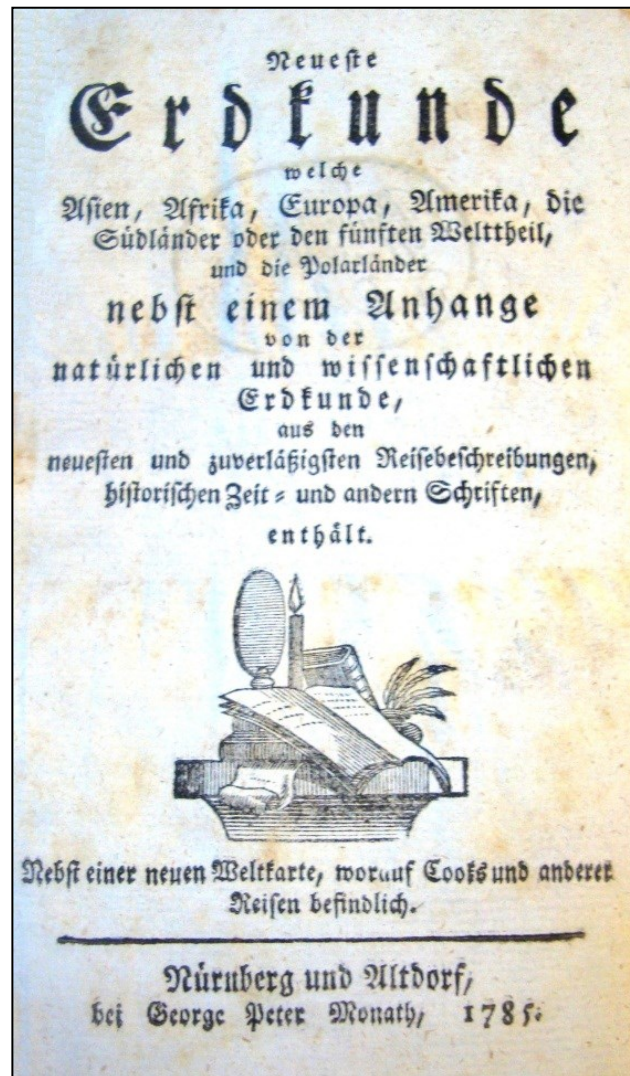 Neueste
Erdkunde
welche
Asien, Afrika, Europa, Amerika, die
Südländer oder den fünften Welttheil,
und die Polarländer
nebst einem Anhange
von der
natürlichen und wissenschaftlichen
Erdkunde,
aus den
neuesten und zuverläßigsten Reisebeschreibungen,
historischen Zeit- und andern Schriften,
enthält.
Nebst einer neuen Weltkarte, worauf Cooks und anderer
Reisen befindlich.
Nürnberg und Altdorf,
bei George Peter Monath, 1785.